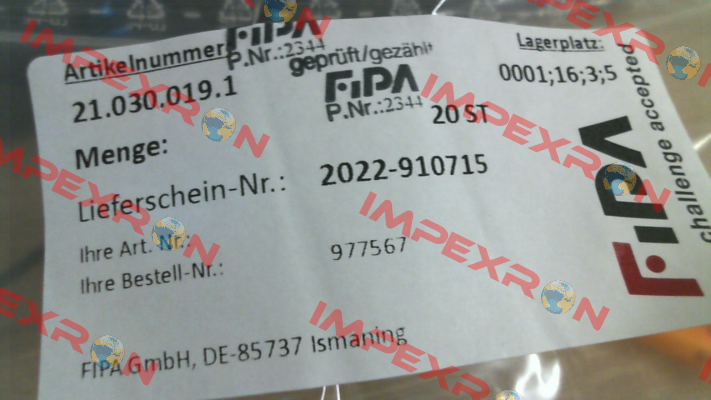 FIPA
P.Nr.:2344
geprüft/gezählt
Artikelnummer
21.030.019.1
FIPA
P.Nr.:2344
Lagerplatz:
0001;16;3;5
Menge:
20 ST
Lieferschein-Nr.: 2022-910715
Ihre Art. Nr.: 977567
Ihre Bestell-Nr.:
FIPA GmbH, DE-85737 Ismaning
FIPA
challenge accepted
IMPEXRON
IMPEXRON
IMPEXRON
IMPEXRON
IMPEXRON
IMPEXRON